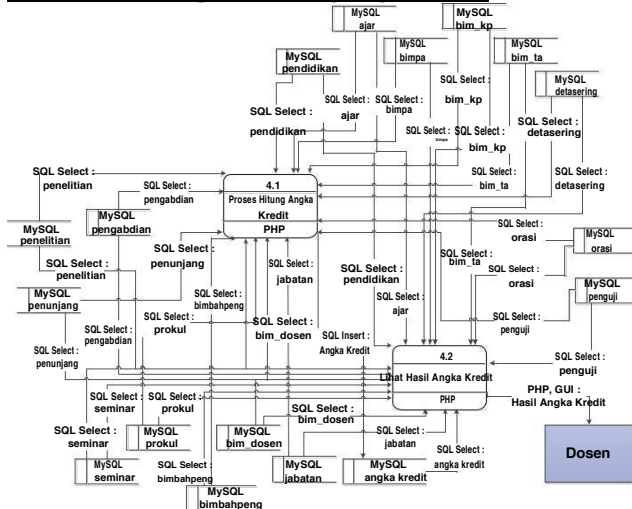 MySQL
ajar
MySQL
bim_kp
MySQL
pendidikan
MySQL
bimpa
MySQL
bim_ta
MySQL
detasering
SQL Select :
pendidikan
SQL Select :
ajar
SQL Select :
bimpa
SQL Select :
bim_kp
SQL Select :
bimpa
SQL Select :
bim_kp
SQL Select :
detasering
SQL Select :
penelitian
SQL Select :
pengabdian
4.1
Proses Hitung Angka
Kredit
PHP
SQL Select :
bim_ta
SQL Select :
detasering
MySQL
penelitian
MySQL
pengabdian
SQL Select :
penelitian
SQL Select :
penunjang
SQL Select :
jabatan
SQL Select :
pendidikan
SQL Select :
bim_ta
SQL Select :
orasi
MySQL
orasi
SQL Select :
orasi
MySQL
penunjang
SQL Select :
bimbahpeng
SQL Select :
ajar
MySQL
penguji
SQL Select :
pengabdian
SQL Select :
prokul
SQL Select :
bim_dosen
SQL Insert :
Angka Kredit
SQL Select :
penguji
SQL Select :
penunjang
4.2
Lihat Hasil Angka Kredit
PHP
SQL Select :
penguji
SQL Select :
seminar
SQL Select :
prokul
SQL Select :
bim_dosen
PHP, GUI :
Hasil Angka Kredit
SQL Select :
seminar
MySQL
prokul
MySQL
bim_dosen
SQL Select :
jabatan
SQL Select :
angka kredit
Dosen
MySQL
seminar
SQL Select :
bimbahpeng
MySQL
jabatan
MySQL
angka kredit
MySQL
bimbahpeng